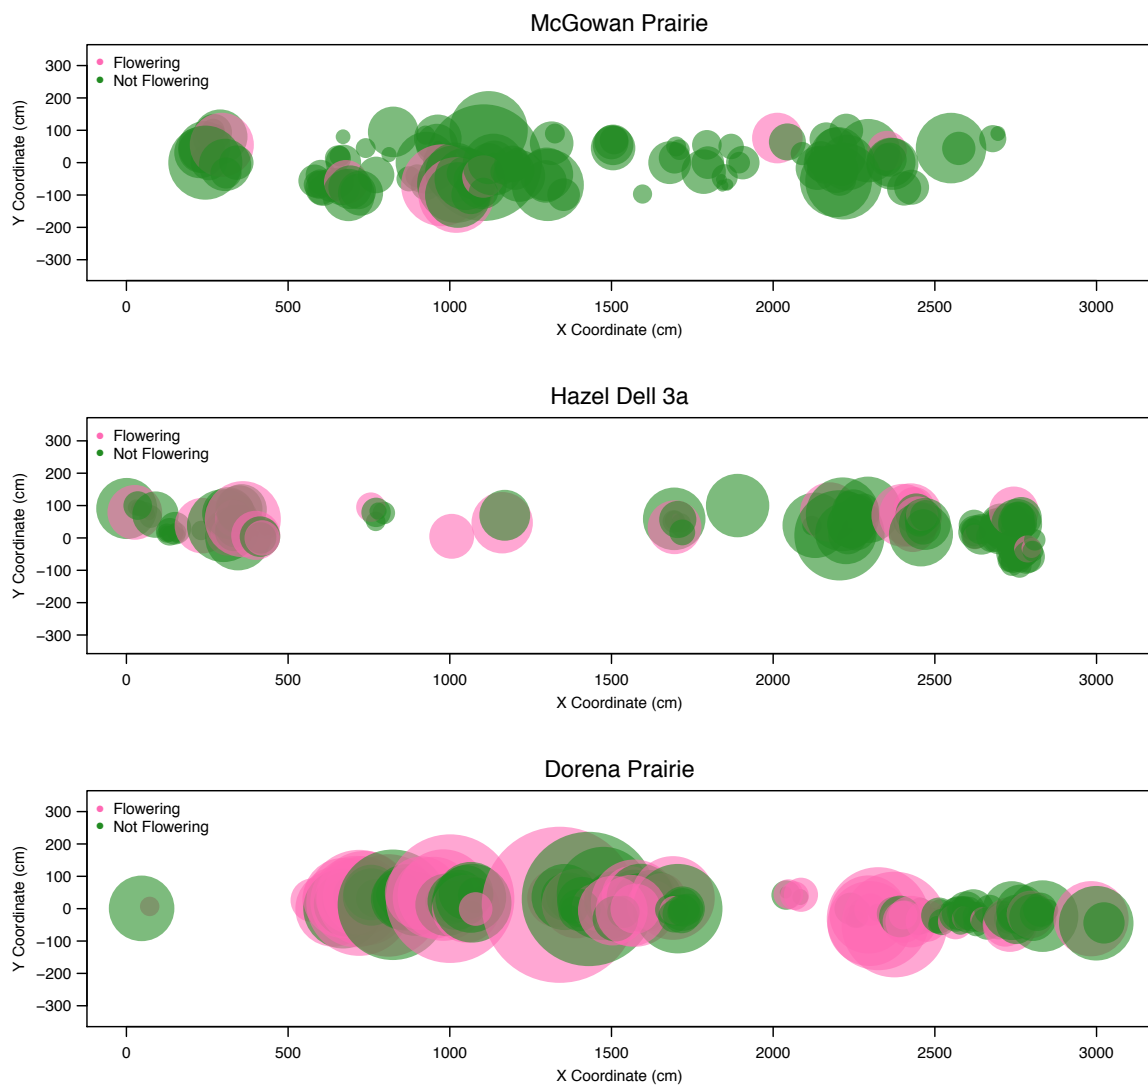 McGowan Prairie
Flowering
Not Flowering
Y Coordinate (cm)
300
200
100
0
−100
−200
−300
0 500 1000 1500 2000 2500 3000
X Coordinate (cm)
Hazel Dell 3a
Flowering
Not Flowering
Y Coordinate (cm)
300
200
100
0
−100
−200
−300
0 500 1000 1500 2000 2500 3000
X Coordinate (cm)
Dorena Prairie
Flowering
Not Flowering
Y Coordinate (cm)
300
200
100
0
−100
−200
−300
0 500 1000 1500 2000 2500 3000
X Coordinate (cm)